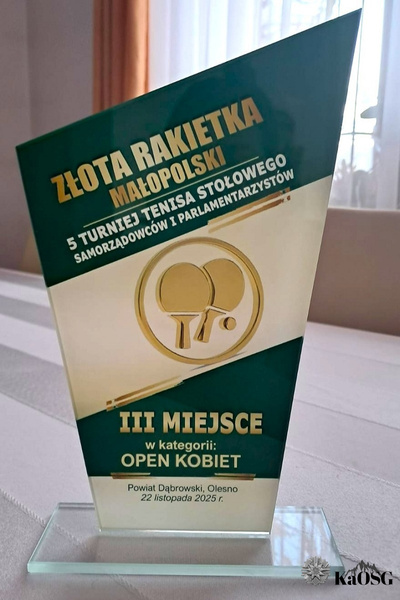 ZŁOTA RAKIETKA
MAŁOPOLSKI
5 TURNIEJ TENISA STOŁOWEGO
SAMORZĄDOWCÓW I PARLAMENTARZYSTÓW
III MIEJSCE
w kategorii:
OPEN KOBIET
Powiat Dąbrowski, Olesno
22 listopada 2025 r.
KaOSG